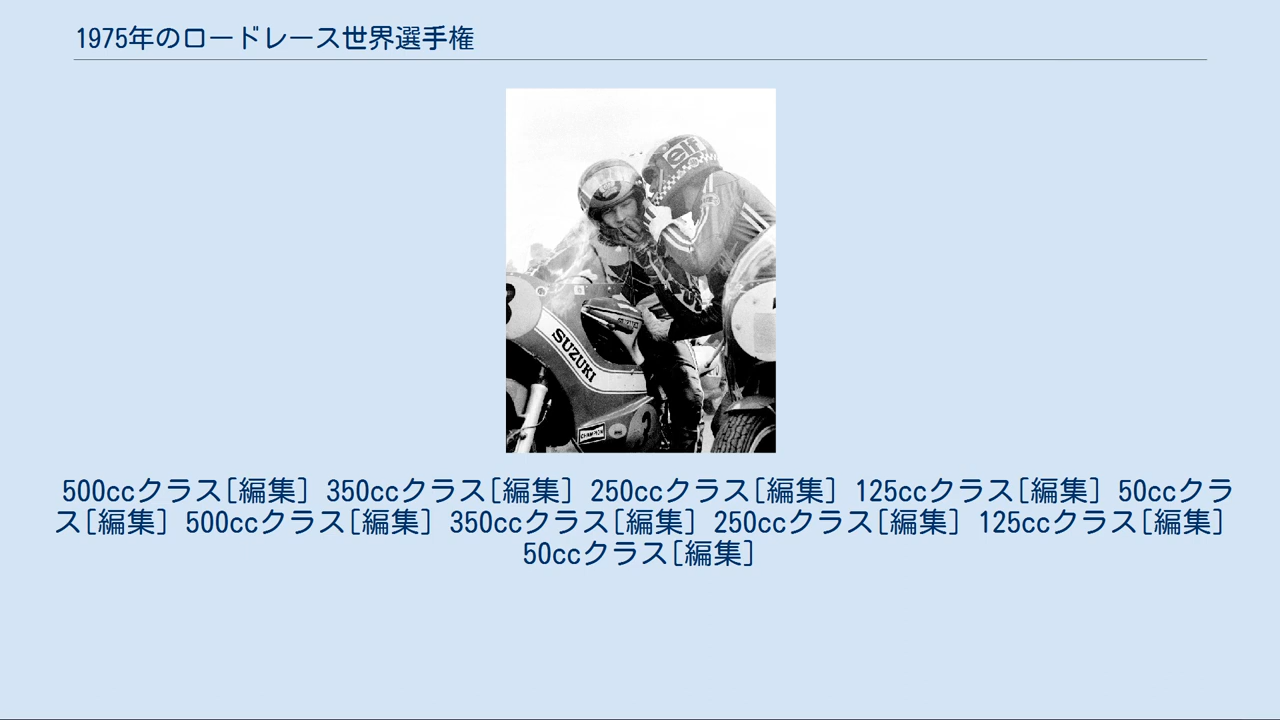 1975年のロードレース世界選手権
elf
SUZUKI
CHAMPION
500ccクラス[編集] 350ccクラス[編集] 250ccクラス[編集] 125ccクラス[編集] 50ccクラ
ス[編集] 500ccクラス[編集] 350ccクラス[編集] 250ccクラス[編集] 125ccクラス[編集]
50ccクラス[編集]